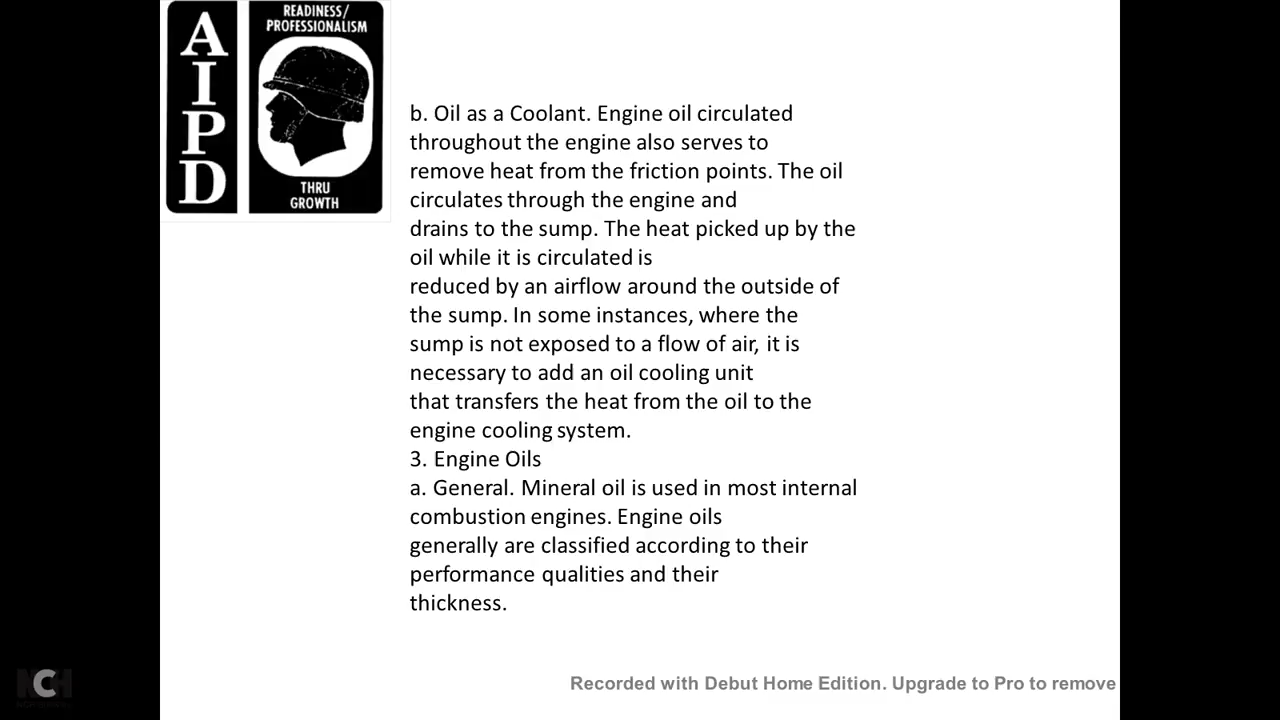 A
I
P
D
READINESS/
PROFESSIONALISM
THRU
GROWTH
b. Oil as a Coolant. Engine oil circulated
throughout the engine also serves to
remove heat from the friction points. The oil
circulates through the engine and
drains to the sump. The heat picked up by the
oil while it is circulated is
reduced by an airflow around the outside of
the sump. In some instances, where the
sump is not exposed to a flow of air, it is
necessary to add an oil cooling unit
that transfers the heat from the oil to the
engine cooling system.
3. Engine Oils
a. General. Mineral oil is used in most internal
combustion engines. Engine oils
generally are classified according to their
performance qualities and their
thickness.
NCH
Recorded with Debut Home Edition. Upgrade to Pro to remove